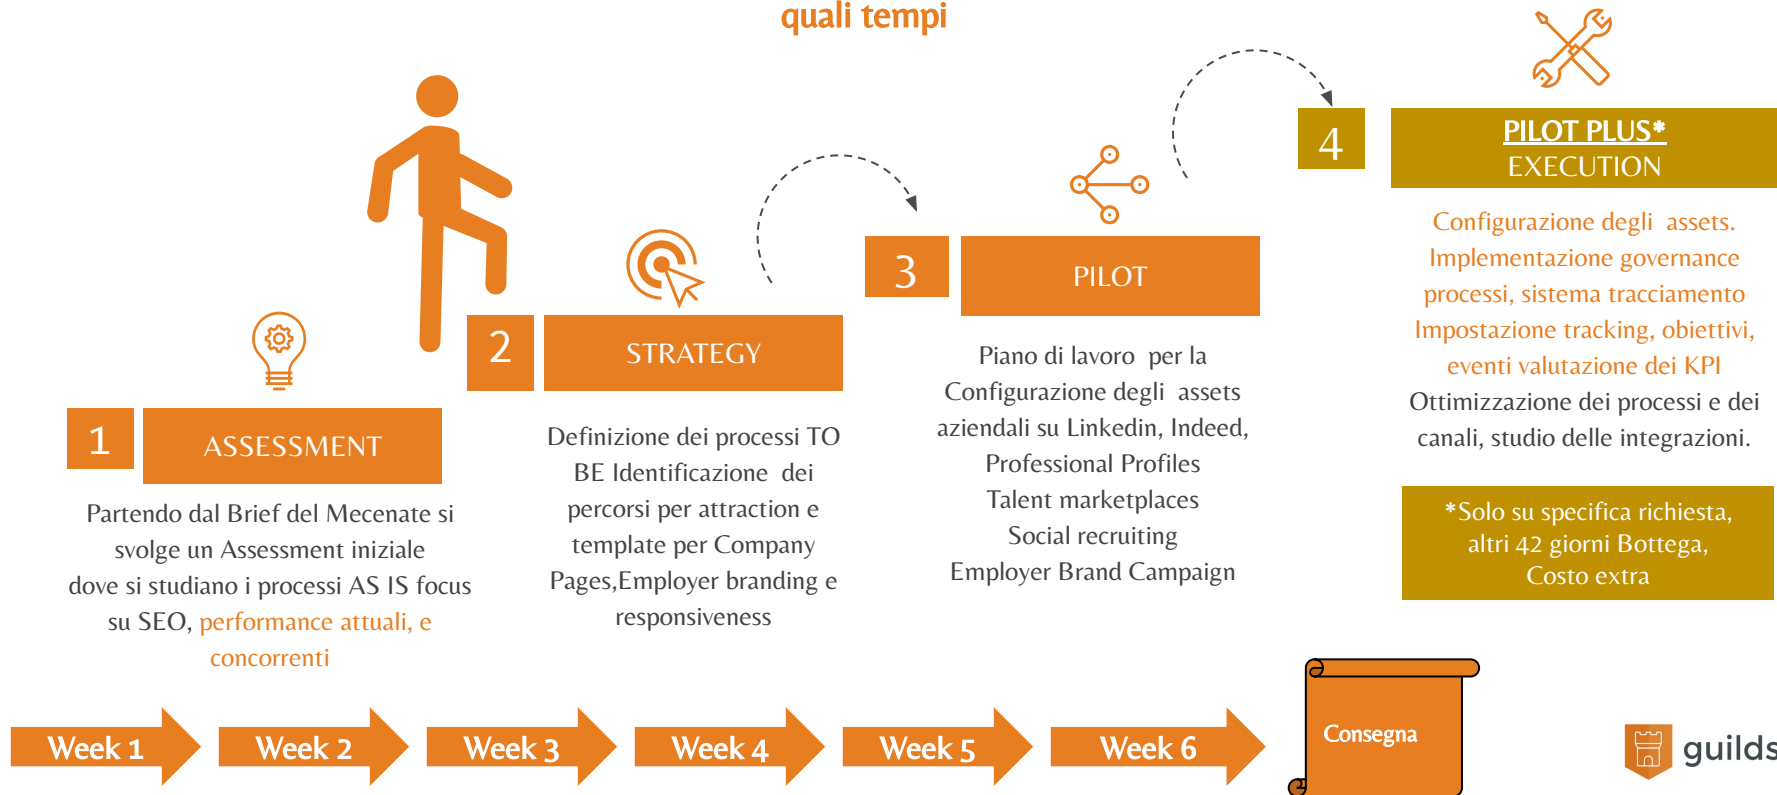 quali tempi
1
ASSESSMENT
Partendo dal Brief del Mecenate si
svolge un Assessment iniziale
dove si studiano i processi AS IS focus
su SEO, performance attuali, e
concorrenti
2
STRATEGY
Definizione dei processi TO
BE Identificazione dei
percorsi per attraction e
template per Company
Pages,Employer branding e
responsiveness
3
PILOT
Piano di lavoro per la
Configurazione degli assets
aziendali su Linkedin, Indeed,
Professional Profiles
Talent marketplaces
Social recruiting
Employer Brand Campaign
4
PILOT PLUS*
EXECUTION
Configurazione degli assets.
Implementazione governance
processi, sistema tracciamento
Impostazione tracking, obiettivi,
eventi valutazione dei KPI
Ottimizzazione dei processi e dei
canali, studio delle integrazioni.
*Solo su specifica richiesta,
altri 42 giorni Bottega,
Costo extra
Week 1
Week 2
Week 3
Week 4
Week 5
Week 6
Consegna
guilds